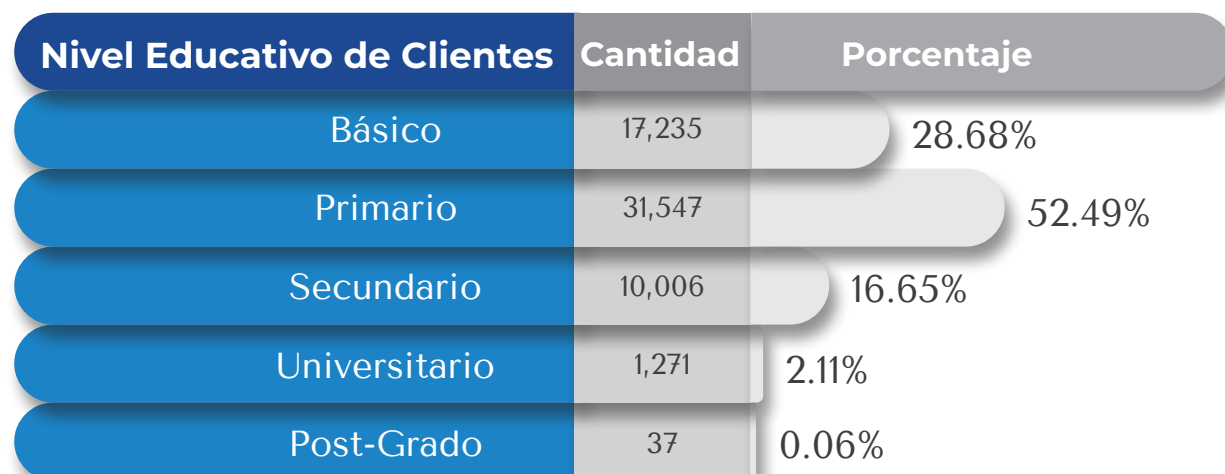 Nivel Educativo de Clientes Cantidad Porcentaje
Básico 17,235 28.68%
Primario 31,547 52.49%
Secundario 10,006 16.65%
Universitario 1,271 2.11%
Post-Grado 37 0.06%